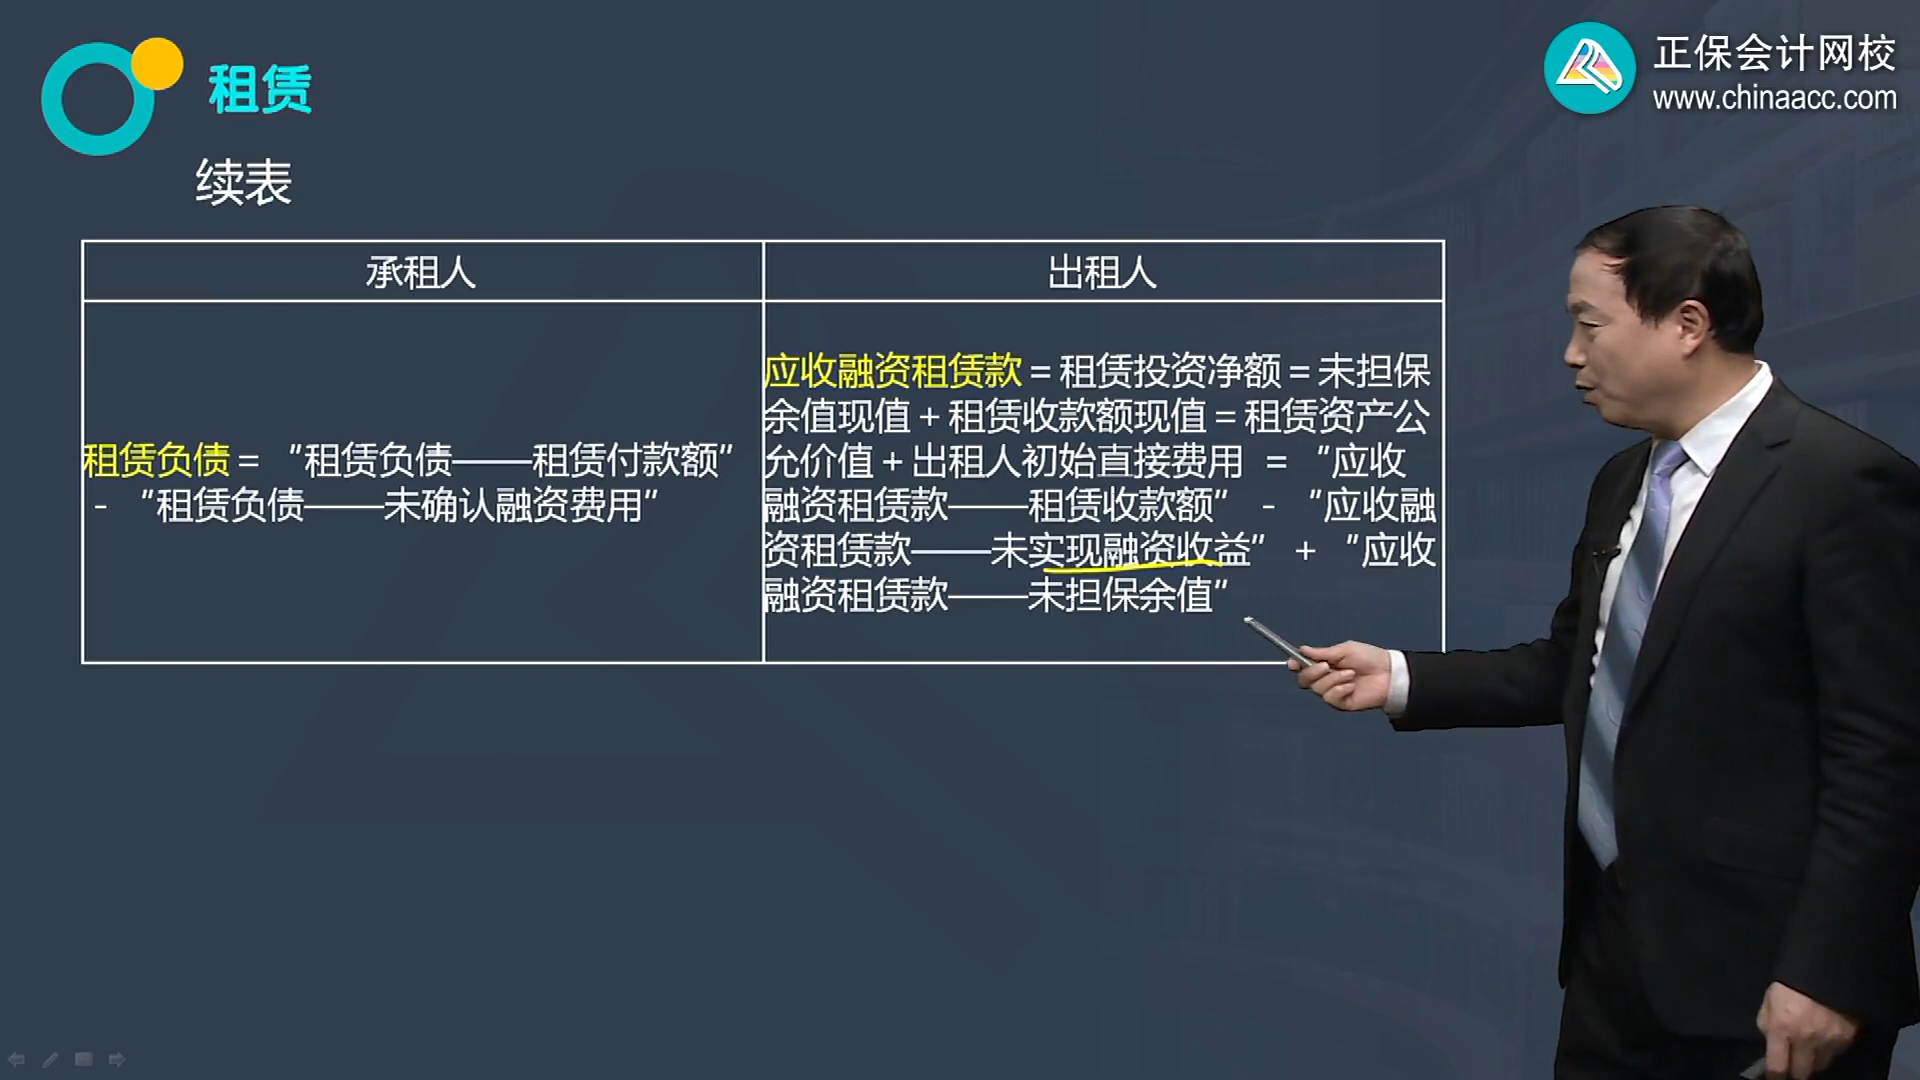 租赁
正保会计网校
www.chinaacc.com
续表
承租人
出租人
租赁负债＝“租赁负债——租赁付款额”
-“租赁负债——未确认融资费用”
应收融资租赁款＝租赁投资净额＝未担保
余值现值＋租赁收款额现值＝租赁资产公
允价值＋出租人初始直接费用 ＝“应收
融资租赁款——租赁收款额” -“应收融
资租赁款——未实现融资收益” ＋ ”应收
融资租赁款——未担保余值”